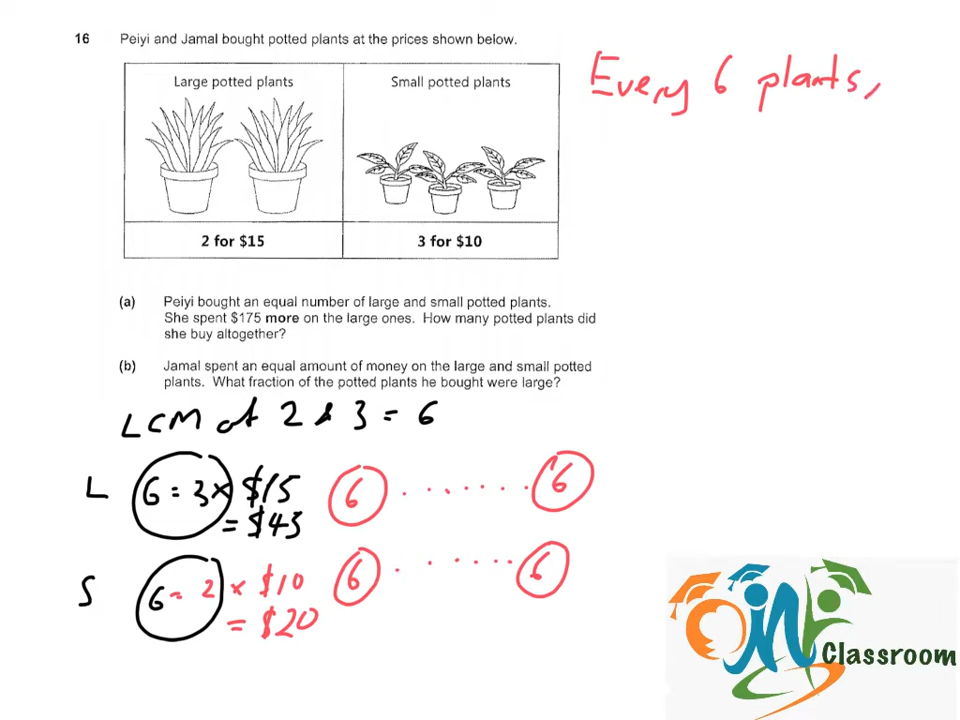 16 Peiyi and Jamal bought potted plants at the prices shown below.
Every 6 plants,
Large potted plants
Small potted plants
2 for $15
3 for $10
(a) Peiyi bought an equal number of large and small potted plants.
She spent $175 more on the large ones. How many potted plants did
she buy altogether?
(b) Jamal spent an equal amount of money on the large and small potted
plants. What fraction of the potted plants he bought were large?
LCM of 2 & 3 = 6
L 6 = 3 x $15 6 ....... 6
= $45
S 6 = 2 x $10 6 ...... 6
= $20
INK
Classroom